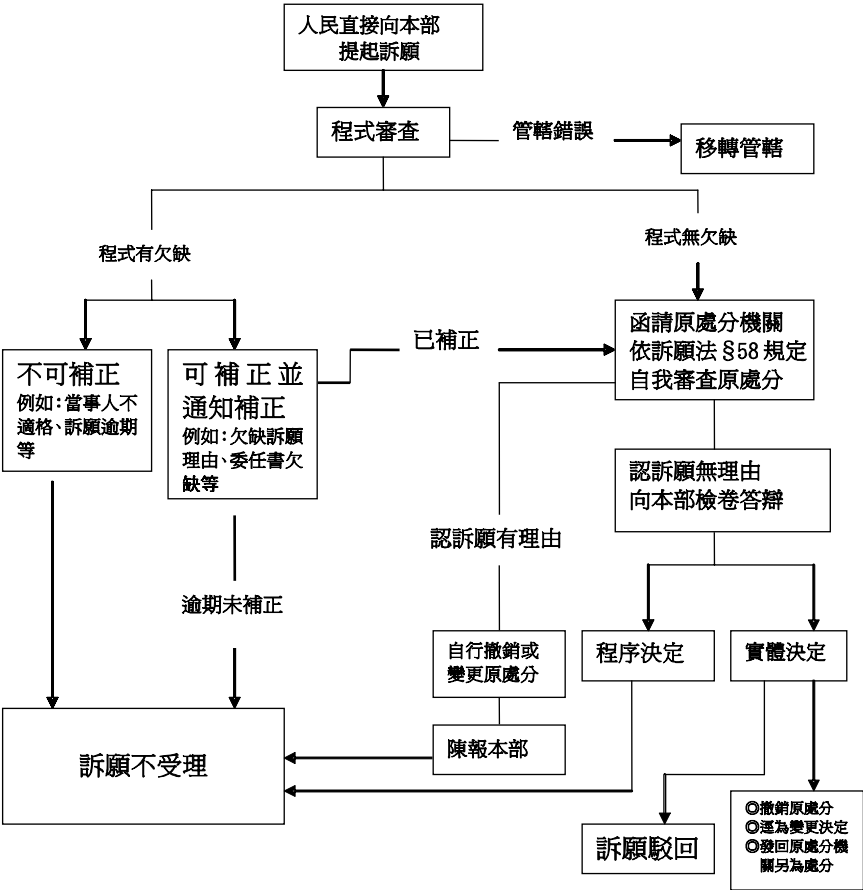 人民直接向本部
提起訴願
程式審查
管轄錯誤
移轉管轄
程式有欠缺
程式無欠缺
不可補正
例如：當事人不
適格、訴願逾期
等
可補正並
通知補正
例如：欠缺訴願
理由、委任書欠
缺等
已補正
函請原處分機關
依訴願法§58規定
自我審查原處分
認訴願無理由
向本部檢卷答辯
認訴願有理由
逾期未補正
自行撤銷或
變更原處分
程序決定
實體決定
訴願不受理
陳報本部
訴願駁回
◎撤銷原處分
◎逕為變更決定
◎發回原處分機
關另為處分